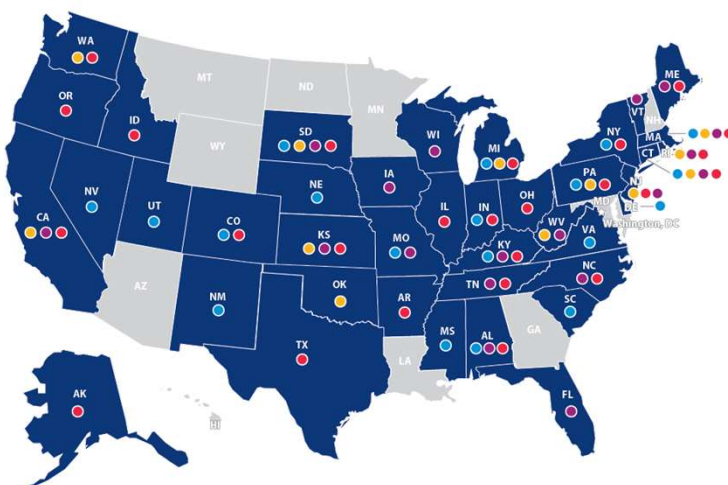 WA
MT
ND
MN
ME
VT
NH
OR
ID
SD
WI
MI
NY
MA
WY
CT
RI
IA
PA
NJ
NE
NV
UT
IL
IN
OH
MD
DE
CO
WV
VA
Washington, DC
CA
KS
MO
KY
NC
TN
AZ
NM
OK
AR
SC
MS
AL
GA
TX
LA
AK
FL
HI